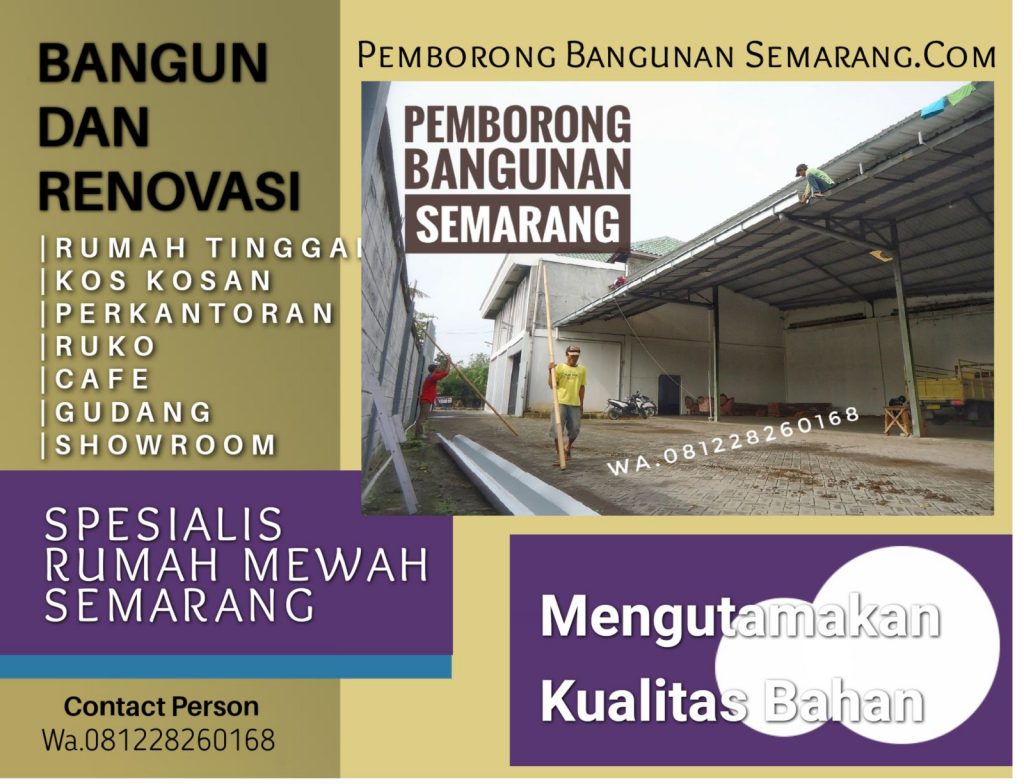 BANGUN
DAN
RENOVASI
|RUMAH TINGGAL
|KOS KOSAN
|PERKANTORAN
|RUKO
|CAFE
|GUDANG
|SHOWROOM
SPESIALIS
RUMAH MEWAH
SEMARANG
Contact Person
Wa.081228260168
Pemborong Bangunan Semarang.Com
PEMBORONG
BANGUNAN
SEMARANG
WA.081228260168
Mengutamakan
Kualitas Bahan